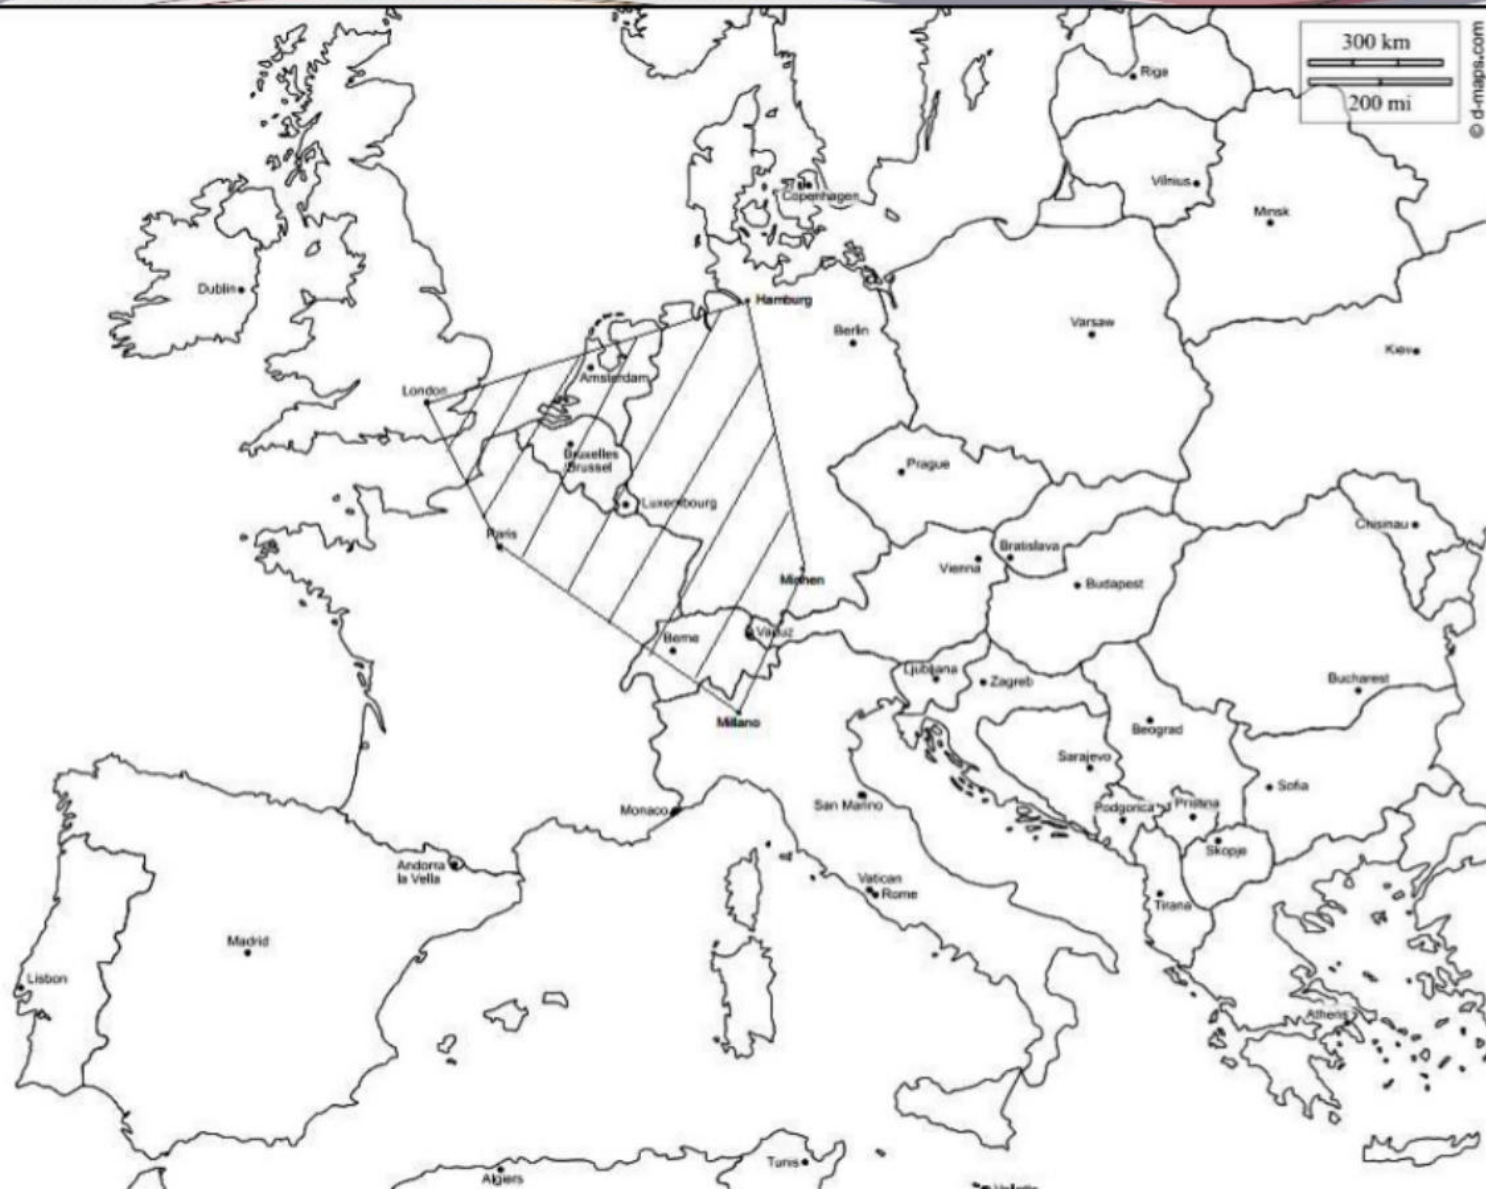 300 km
200 mi
© d-maps.com
Riga
Vilnius
Copenhagen
Minsk
Dublin
Hamburg
Berlin
Varsaw
Kiev
Amsterdam
London
Bruxelles
Brussel
Prague
Luxembourg
Chisinau
Paris
Bratislava
Vienna
Minhen
Budapest
Vaduz
Berne
Ljubljana
Zagreb
Bucharest
Milano
Beograd
Sarajevo
Sofia
San Marino
Podgorica
Pristina
Monaco
Skopje
Andorra
la Vella
Vatican
Rome
Tirana
Madrid
Lisbon
Athens
Tunis
Algiers